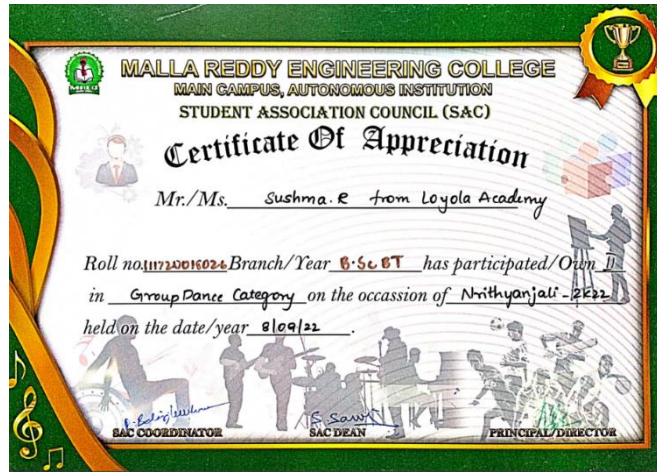 MALLA REDDY ENGINEERING COLLEGE
MAIN CAMPUS, AUTONOMOUS INSTITUTION
STUDENT ASSOCIATION COUNCIL (SAC)
Certificate Of Appreciation
Mr./Ms. Sushma.R from Loyola Academy
Roll no. 111720016026 Branch/Year B.Sc BT has participated/Own II
in Group Dance Category on the occassion of Nrithyanjali - 2K22
held on the date/year 8/09/22.
SAC COORDINATOR SAC DEAN PRINCIPAL/DIRECTOR